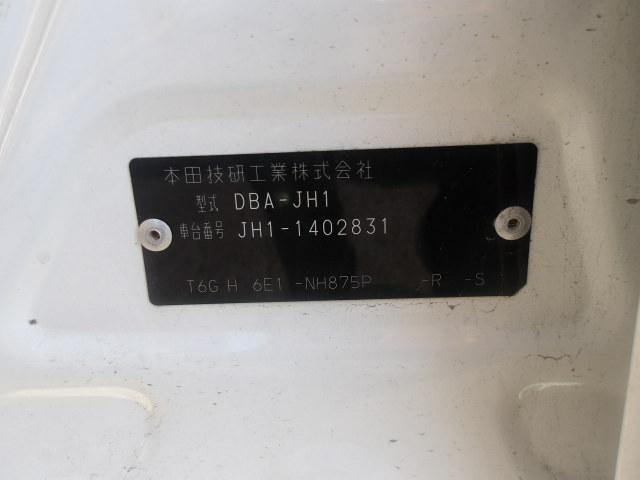 本田技研工業株式会社
型式 DBA-JH1
車台番号 JH1-1402831
T6G H 6E1 -NH875P -R -S